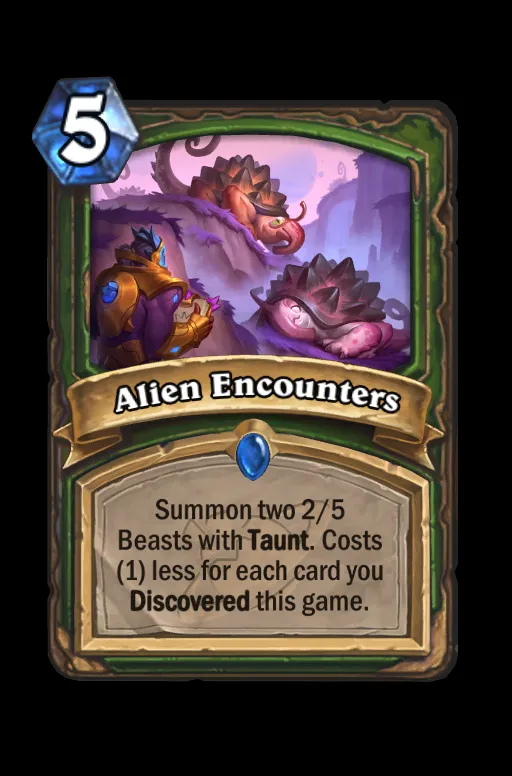 5
Alien Encounters
Summon two 2/5
Beasts with Taunt. Costs
(1) less for each card you
Discovered this game.